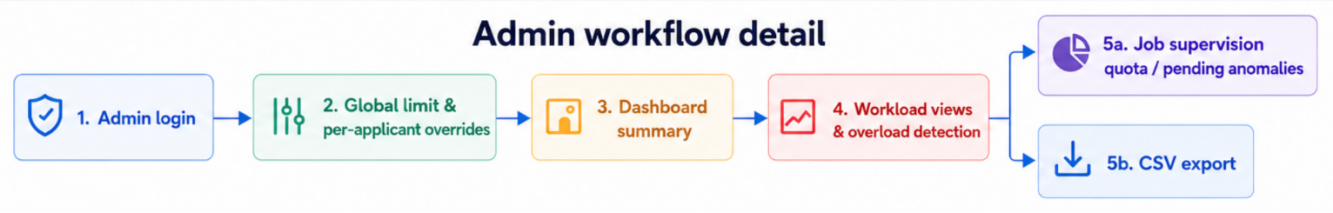 Admin workflow detail
1. Admin login
2. Global limit &
per-applicant overrides
3. Dashboard
summary
4. Workload views
& overload detection
5a. Job supervision
quota / pending anomalies
5b. CSV export